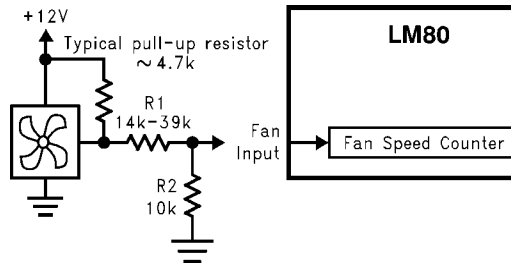 +12V
Typical pull-up resistor
~4.7k
R1
14k-39k
R2
10k
Fan
Input
LM80
Fan Speed Counter